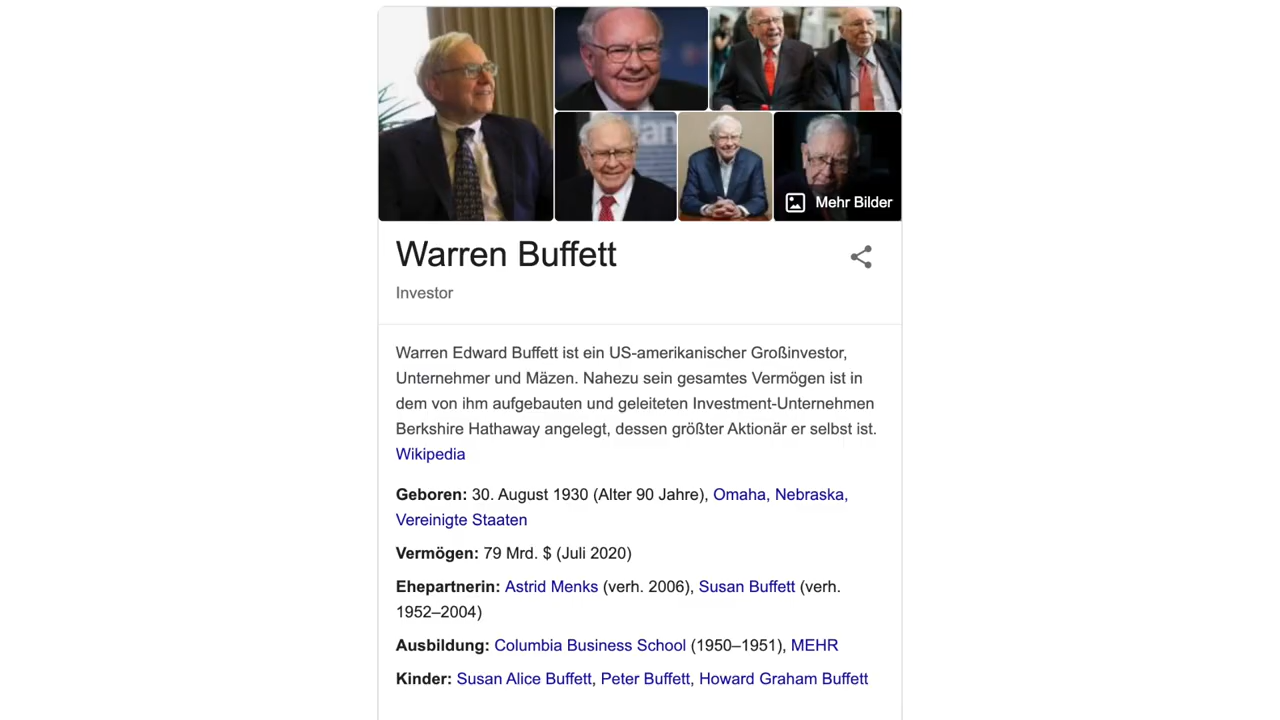 Mehr Bilder
Warren Buffett
Investor
Warren Edward Buffett ist ein US-amerikanischer Großinvestor,
Unternehmer und Mäzen. Nahezu sein gesamtes Vermögen ist in
dem von ihm aufgebauten und geleiteten Investment-Unternehmen
Berkshire Hathaway angelegt, dessen größter Aktionär er selbst ist.
Wikipedia
Geboren: 30. August 1930 (Alter 90 Jahre), Omaha, Nebraska,
Vereinigte Staaten
Vermögen: 79 Mrd. $ (Juli 2020)
Ehepartnerin: Astrid Menks (verh. 2006), Susan Buffett (verh.
1952–2004)
Ausbildung: Columbia Business School (1950–1951), MEHR
Kinder: Susan Alice Buffett, Peter Buffett, Howard Graham Buffett